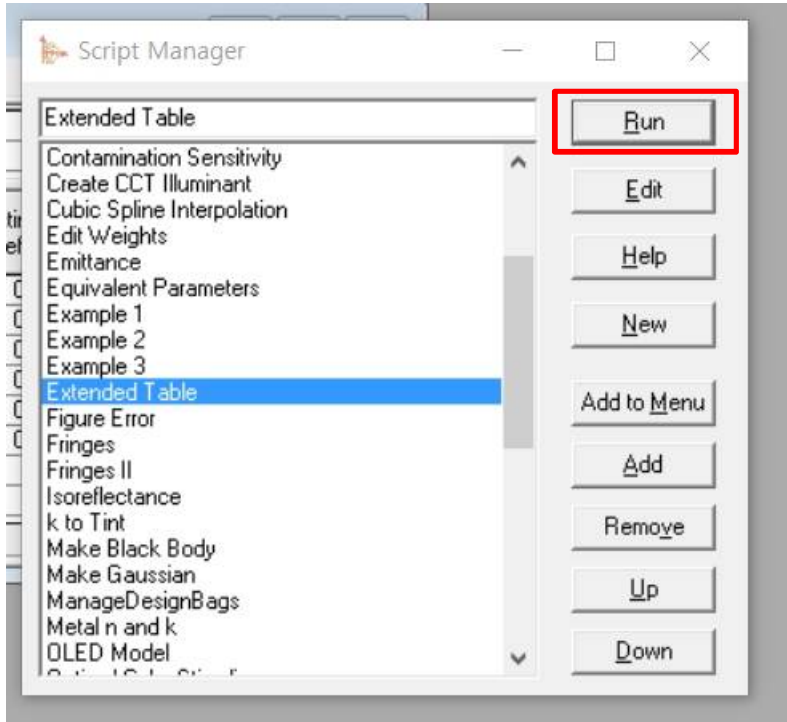 Script Manager
Extended Table
Run
Contamination Sensitivity
Create CCT Illuminant
Cubic Spline Interpolation
Edit Weights
Emittance
Equivalent Parameters
Example 1
Example 2
Example 3
Extended Table
Figure Error
Fringes
Fringes II
Isoreflectance
k to Tint
Make Black Body
Make Gaussian
ManageDesignBags
Metal n and k
OLED Model
Edit
Help
New
Add to Menu
Add
Remove
Up
Down